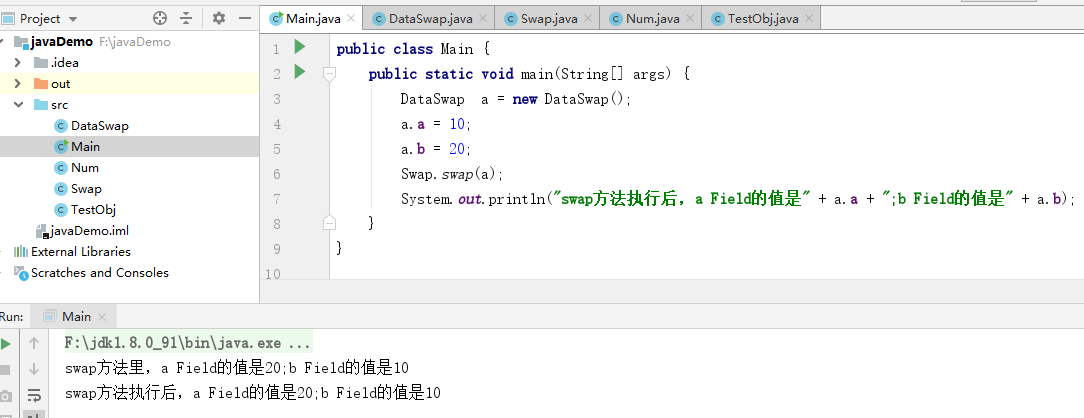 Project
Main.java
DataSwap.java
Swap.java
Num.java
TestObj.java
javaDemo F:\javaDemo
.idea
out
src
DataSwap
Main
Num
Swap
TestObj
javaDemo.iml
External Libraries
Scratches and Consoles
1 public class Main {
2 public static void main(String[] args) {
3 DataSwap  a = new DataSwap();
4 a.a = 10;
5 a.b = 20;
6 Swap.swap(a);
7 System.out.println("swap方法执行后，a Field的值是" + a.a + ";b Field的值是" + a.b);
8 }
9 }
10
Run: Main
F:\jdk1.8.0_91\bin\java.exe ...
swap方法里，a Field的值是20;b Field的值是10
swap方法执行后，a Field的值是20;b Field的值是10